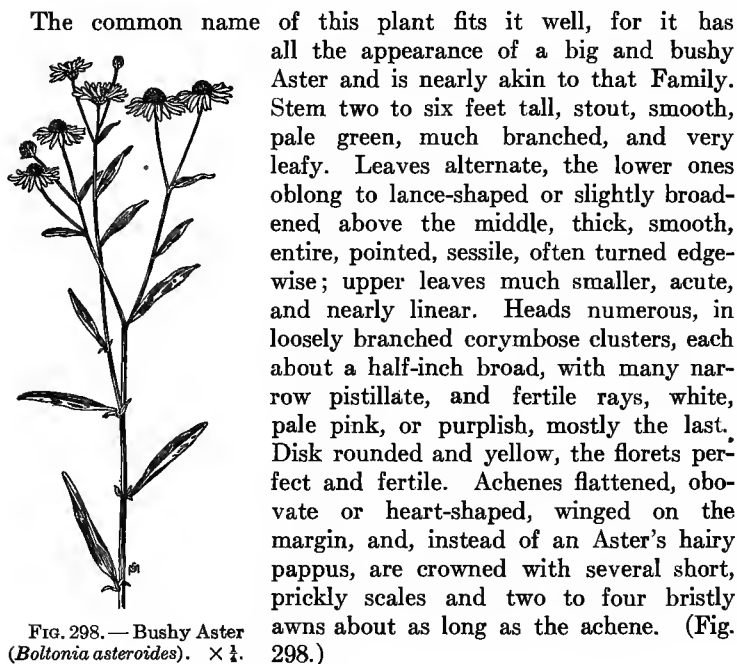 The common name of this plant fits it well, for it has
all the appearance of a big and bushy
Aster and is nearly akin to that Family.
Stem two to six feet tall, stout, smooth,
pale green, much branched, and very
leafy. Leaves alternate, the lower ones
oblong to lance-shaped or slightly broad-
ened above the middle, thick, smooth,
entire, pointed, sessile, often turned edge-
wise; upper leaves much smaller, acute,
and nearly linear. Heads numerous, in
loosely branched corymbose clusters, each
about a half-inch broad, with many nar-
row pistillate, and fertile rays, white,
pale pink, or purplish, mostly the last.
Disk rounded and yellow, the florets per-
fect and fertile. Achenes flattened, obo-
vate or heart-shaped, winged on the
margin, and, instead of an Aster's hairy
pappus, are crowned with several short,
prickly scales and two to four bristly
awns about as long as the achene. (Fig.
298.)
FIG. 298.—Bushy Aster
(Boltonia asteroides). ×